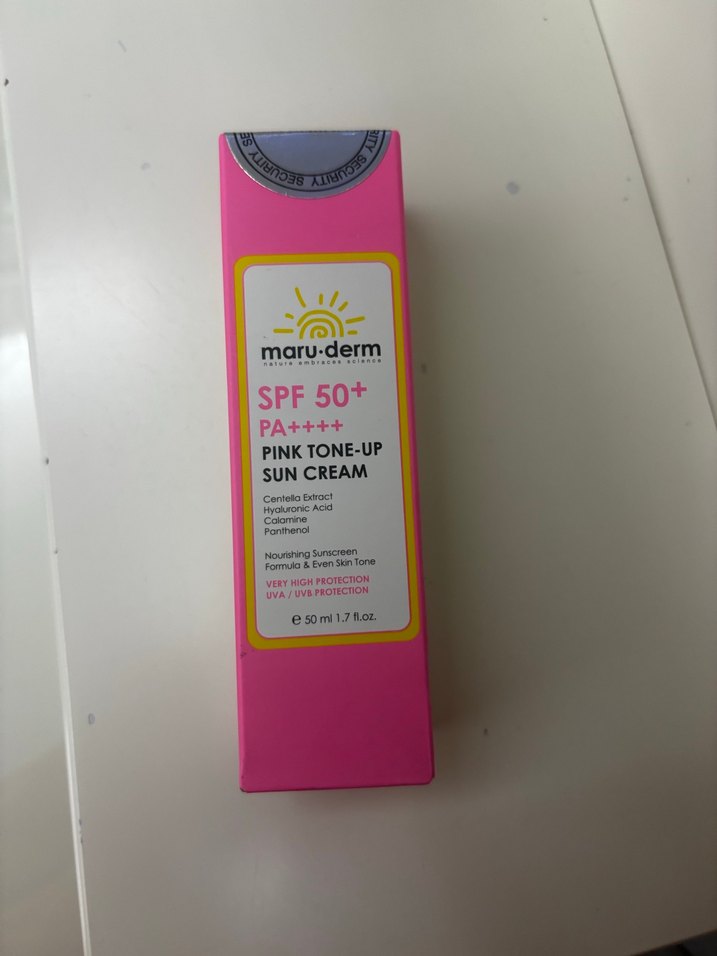 SECURITY SECURITY SE
maru·derm
nature embraces science
SPF 50+
PA++++
PINK TONE-UP
SUN CREAM
Centella Extract
Hyaluronic Acid
Calamine
Panthenol
Nourishing Sunscreen
Formula & Even Skin Tone
VERY HIGH PROTECTION
UVA / UVB PROTECTION
℮ 50 ml 1.7 fl.oz.